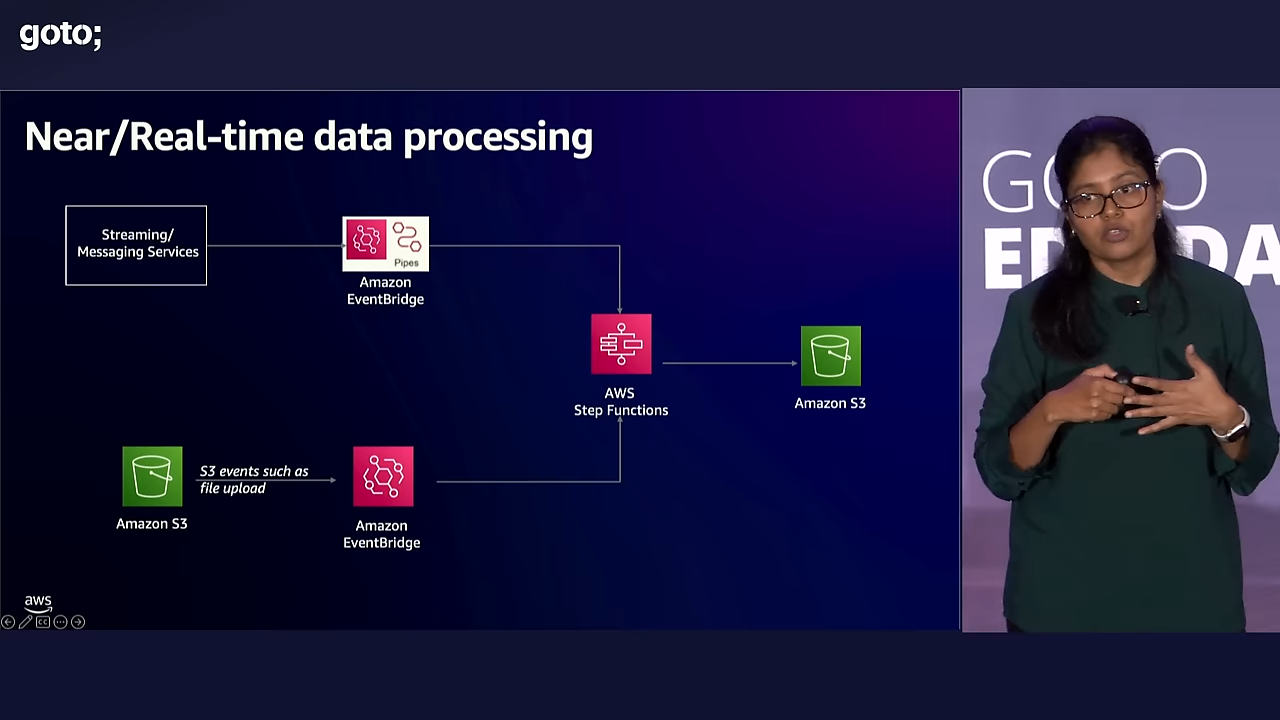 goto;
Near/Real-time data processing
Streaming/
Messaging Services
Pipes
Amazon
EventBridge
AWS
Step Functions
Amazon S3
S3 events such as
file upload
Amazon S3
Amazon
EventBridge
aws
GOTO